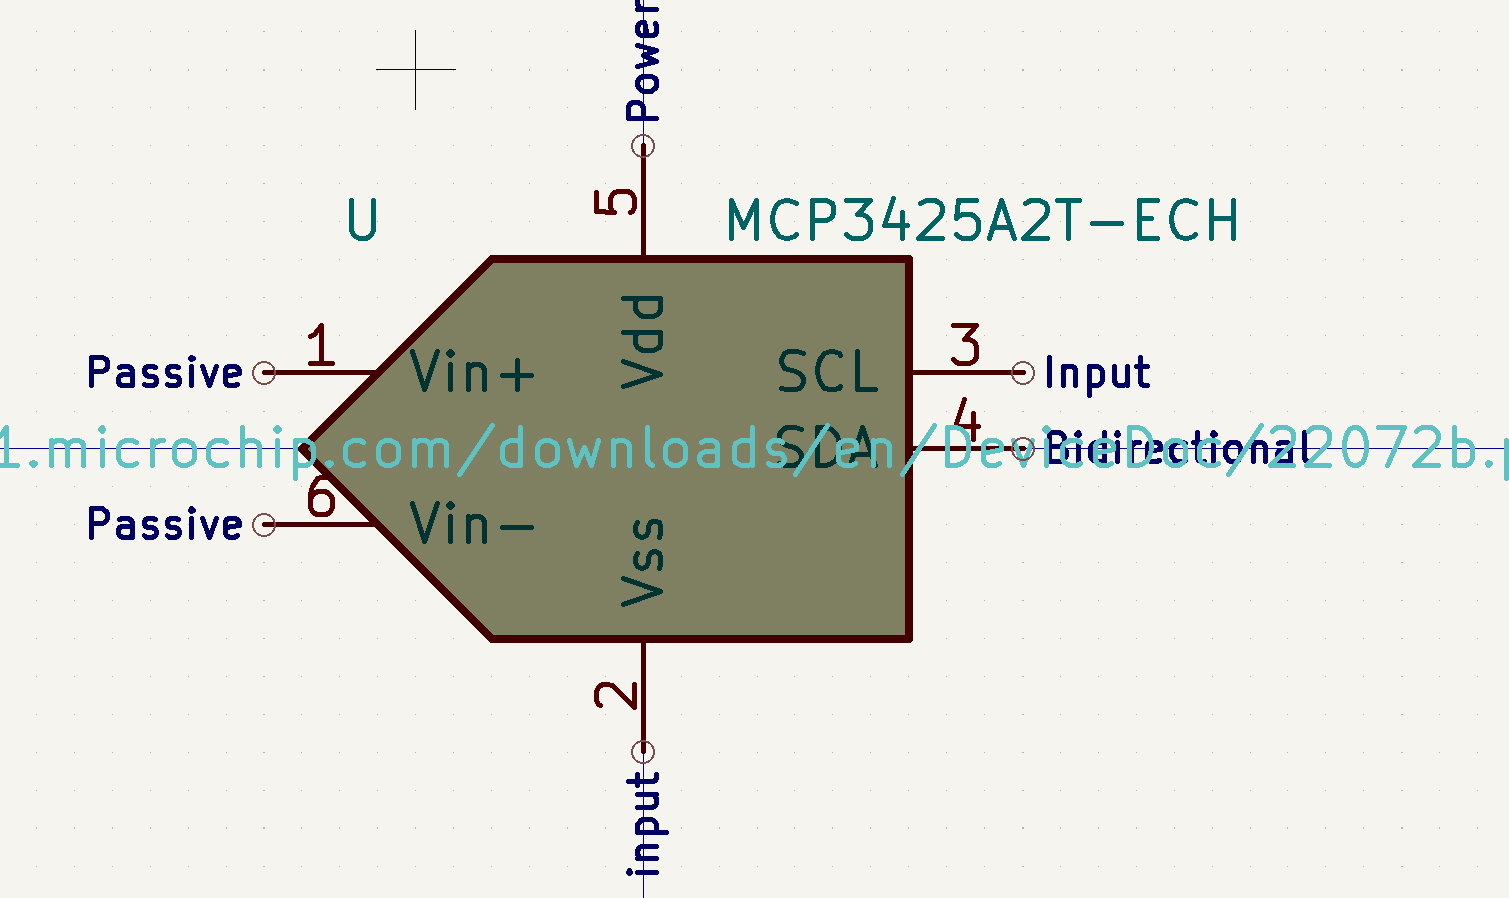 Power
5
U
MCP3425A2T-ECH
Vdd
1
Passive
Vin+
SCL
3
Input
4
1.microchip.com/downloads/en/DeviceDoc/22072b.p
SDA
Bidirectional
6
Passive
Vin-
Vss
2
input